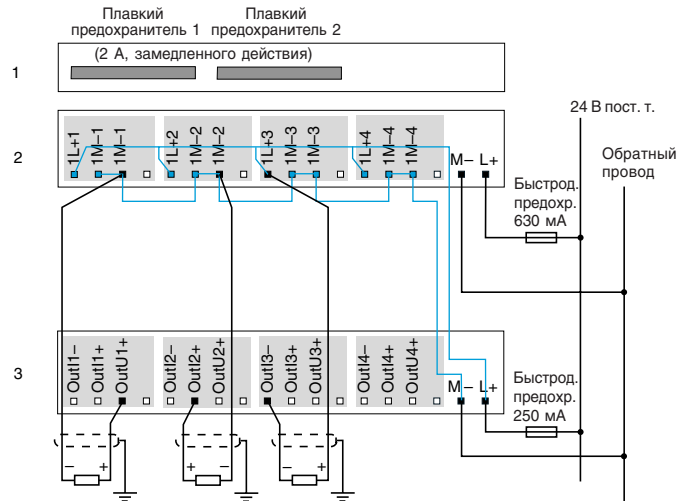 Плавкий
предохранитель 1
Плавкий
предохранитель 2
(2 А, замедленного действия)
1
24 В пост. т.
2
1L+1
1M–1
1M–1
1L+2
1M–2
1M–2
1L+3
1M–3
1M–3
1L+4
1M–4
1M–4
M– L+
Обратный
провод
Быстрод.
предохр.
630 мА
3
OutI1–
OutI1+
OutU1+
OutI2–
OutI2+
OutU2+
OutI3–
OutI3+
OutU3+
OutI4–
OutI4+
OutU4+
M – L+
Быстрод.
предохр.
250 мА
– +
+ –
– +